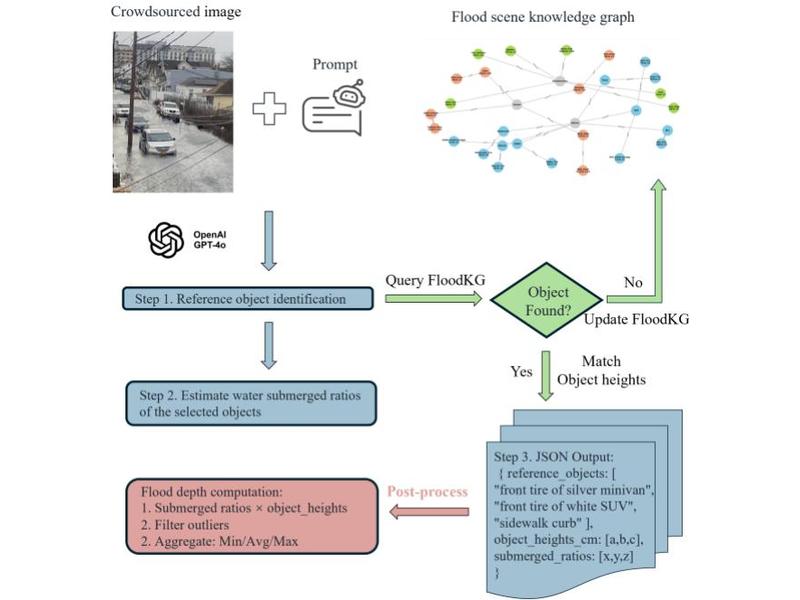 Crowdsourced image
Flood scene knowledge graph
Prompt
OpenAI
GPT-4o
Step 1. Reference object identification
Query FloodKG
Object
Found?
No
Update FloodKG
Yes
Match
Object heights
Step 2. Estimate water submerged ratios
of the selected objects
Step 3. JSON Output:
{ reference_objects: [
"front tire of silver minivan",
"front tire of white SUV",
"sidewalk curb" ],
object_heights_cm: [a,b,c],
submerged_ratios: [x,y,z]
}
Post-process
Flood depth computation:
1. Submerged ratios × object_heights
2. Filter outliers
2. Aggregate: Min/Avg/Max